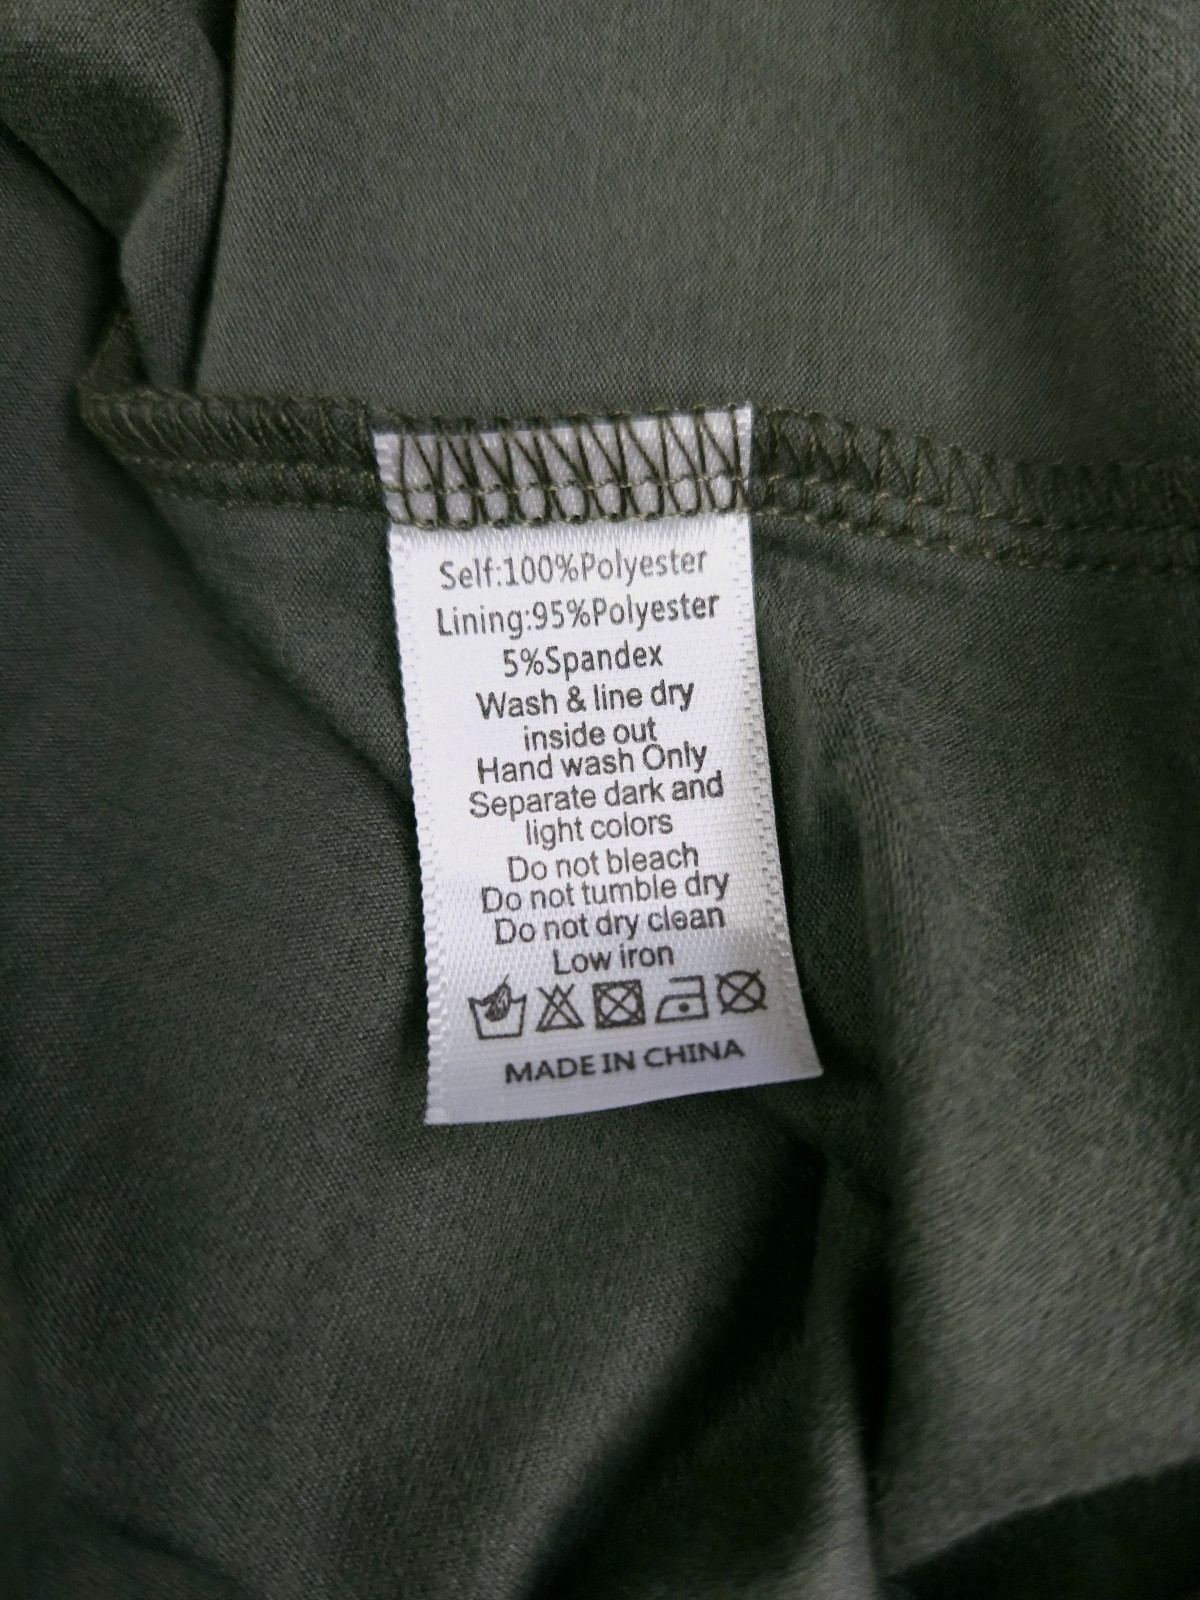 Self:100%Polyester
Lining:95%Polyester
5%Spandex
Wash & line dry
inside out
Hand wash Only
Separate dark and
light colors
Do not bleach
Do not tumble dry
Do not dry clean
Low iron
MADE IN CHINA